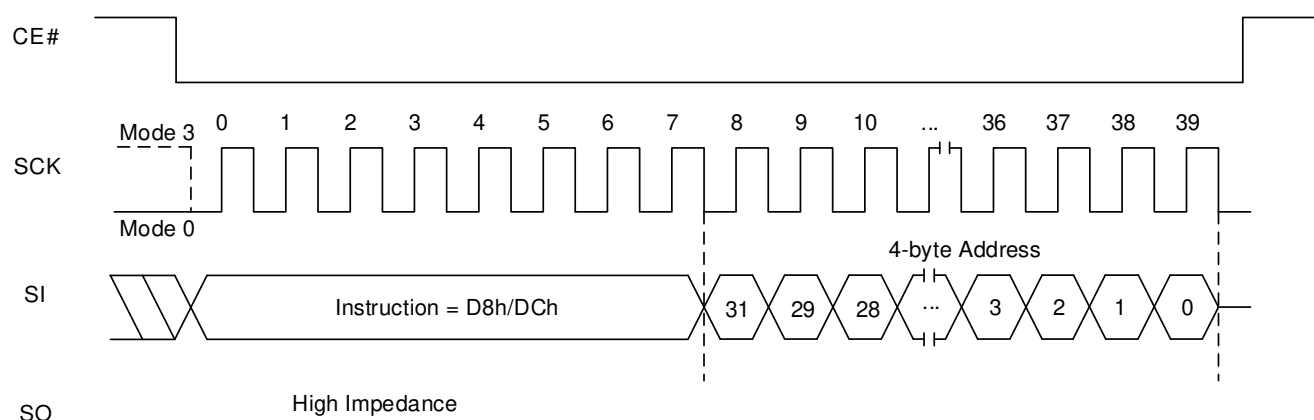 CE#
Mode 3 0 1 2 3 4 5 6 7 8 9 10 ... 36 37 38 39
SCK
Mode 0
4-byte Address
SI Instruction = D8h/DCh 31 29 28 ... 3 2 1 0
High Impedance
SO